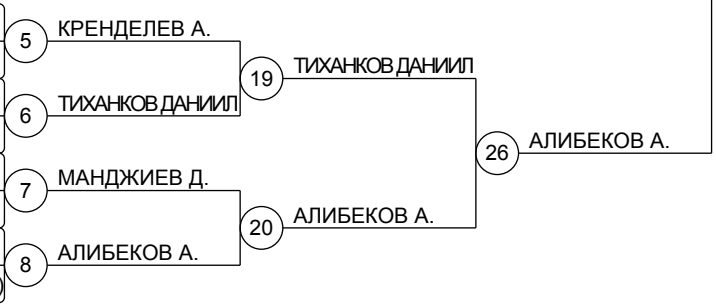 5 КРЕНДЕЛЕВ А.
19 ТИХАНКОВ ДАНИИЛ
6 ТИХАНКОВ ДАНИИЛ
26 АЛИБЕКОВ А.
7 МАНДЖИЕВ Д.
20 АЛИБЕКОВ А.
8 АЛИБЕКОВ А.